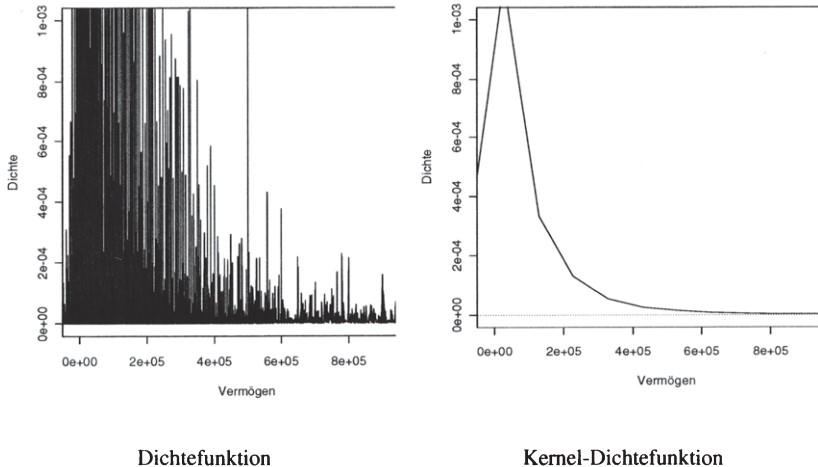 1e-03
8e-04
6e-04
4e-04
2e-04
0e+00
Dichte
0e+00 2e+05 4e+05 6e+05 8e+05
Vermögen
1e-03
8e-04
6e-04
4e-04
2e-04
0e+00
Dichte
0e+00 2e+05 4e+05 6e+05 8e+05
Vermögen
Dichtefunktion
Kernel-Dichtefunktion